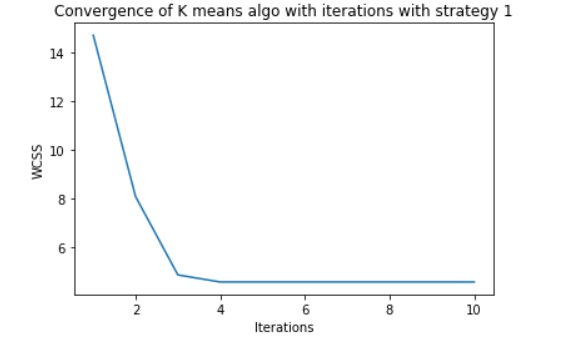 Convergence of K means algo with iterations with strategy 1
14
12
10
8
6
WCSS
2 4 6 8 10
Iterations